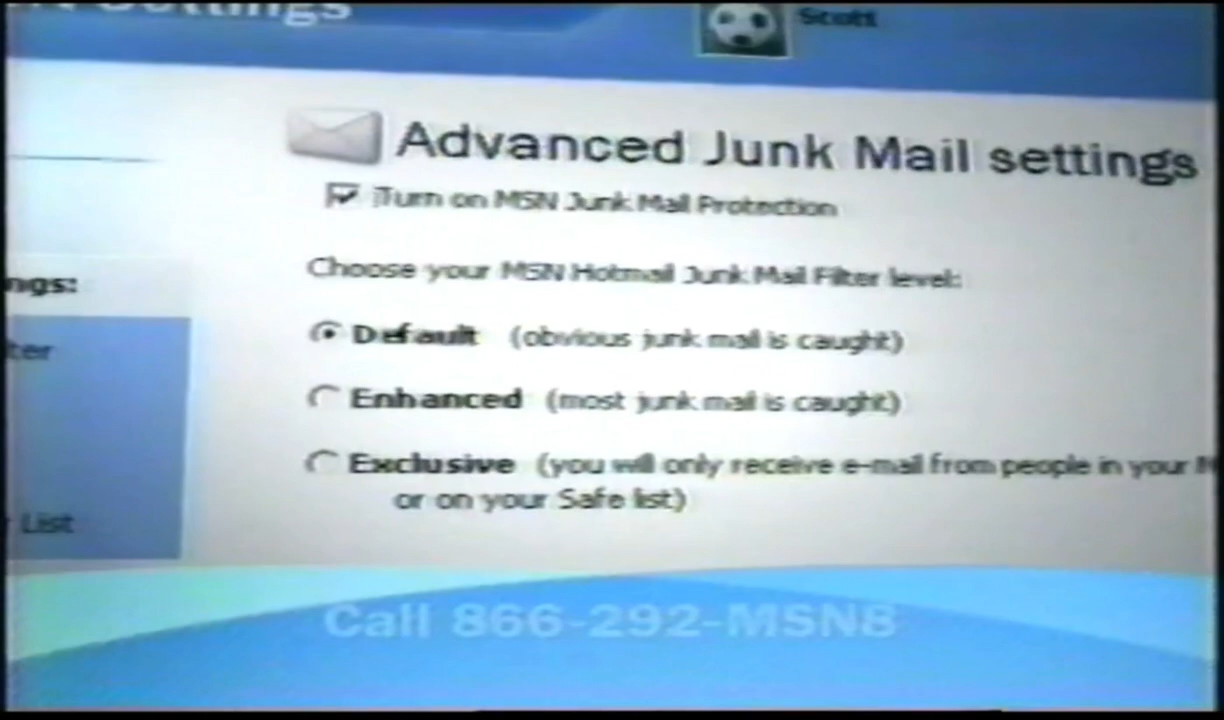 Settings
Scott
Advanced Junk Mail settings
Turn on MSN Junk Mail Protection
Choose your MSN Hotmail Junk Mail Filter level:
ngs:
Default (obvious junk mail is caught)
ter
Enhanced (most junk mail is caught)
Exclusive (you will only receive e-mail from people in your
or on your Safe list)
List
Call 866-292-MSN8